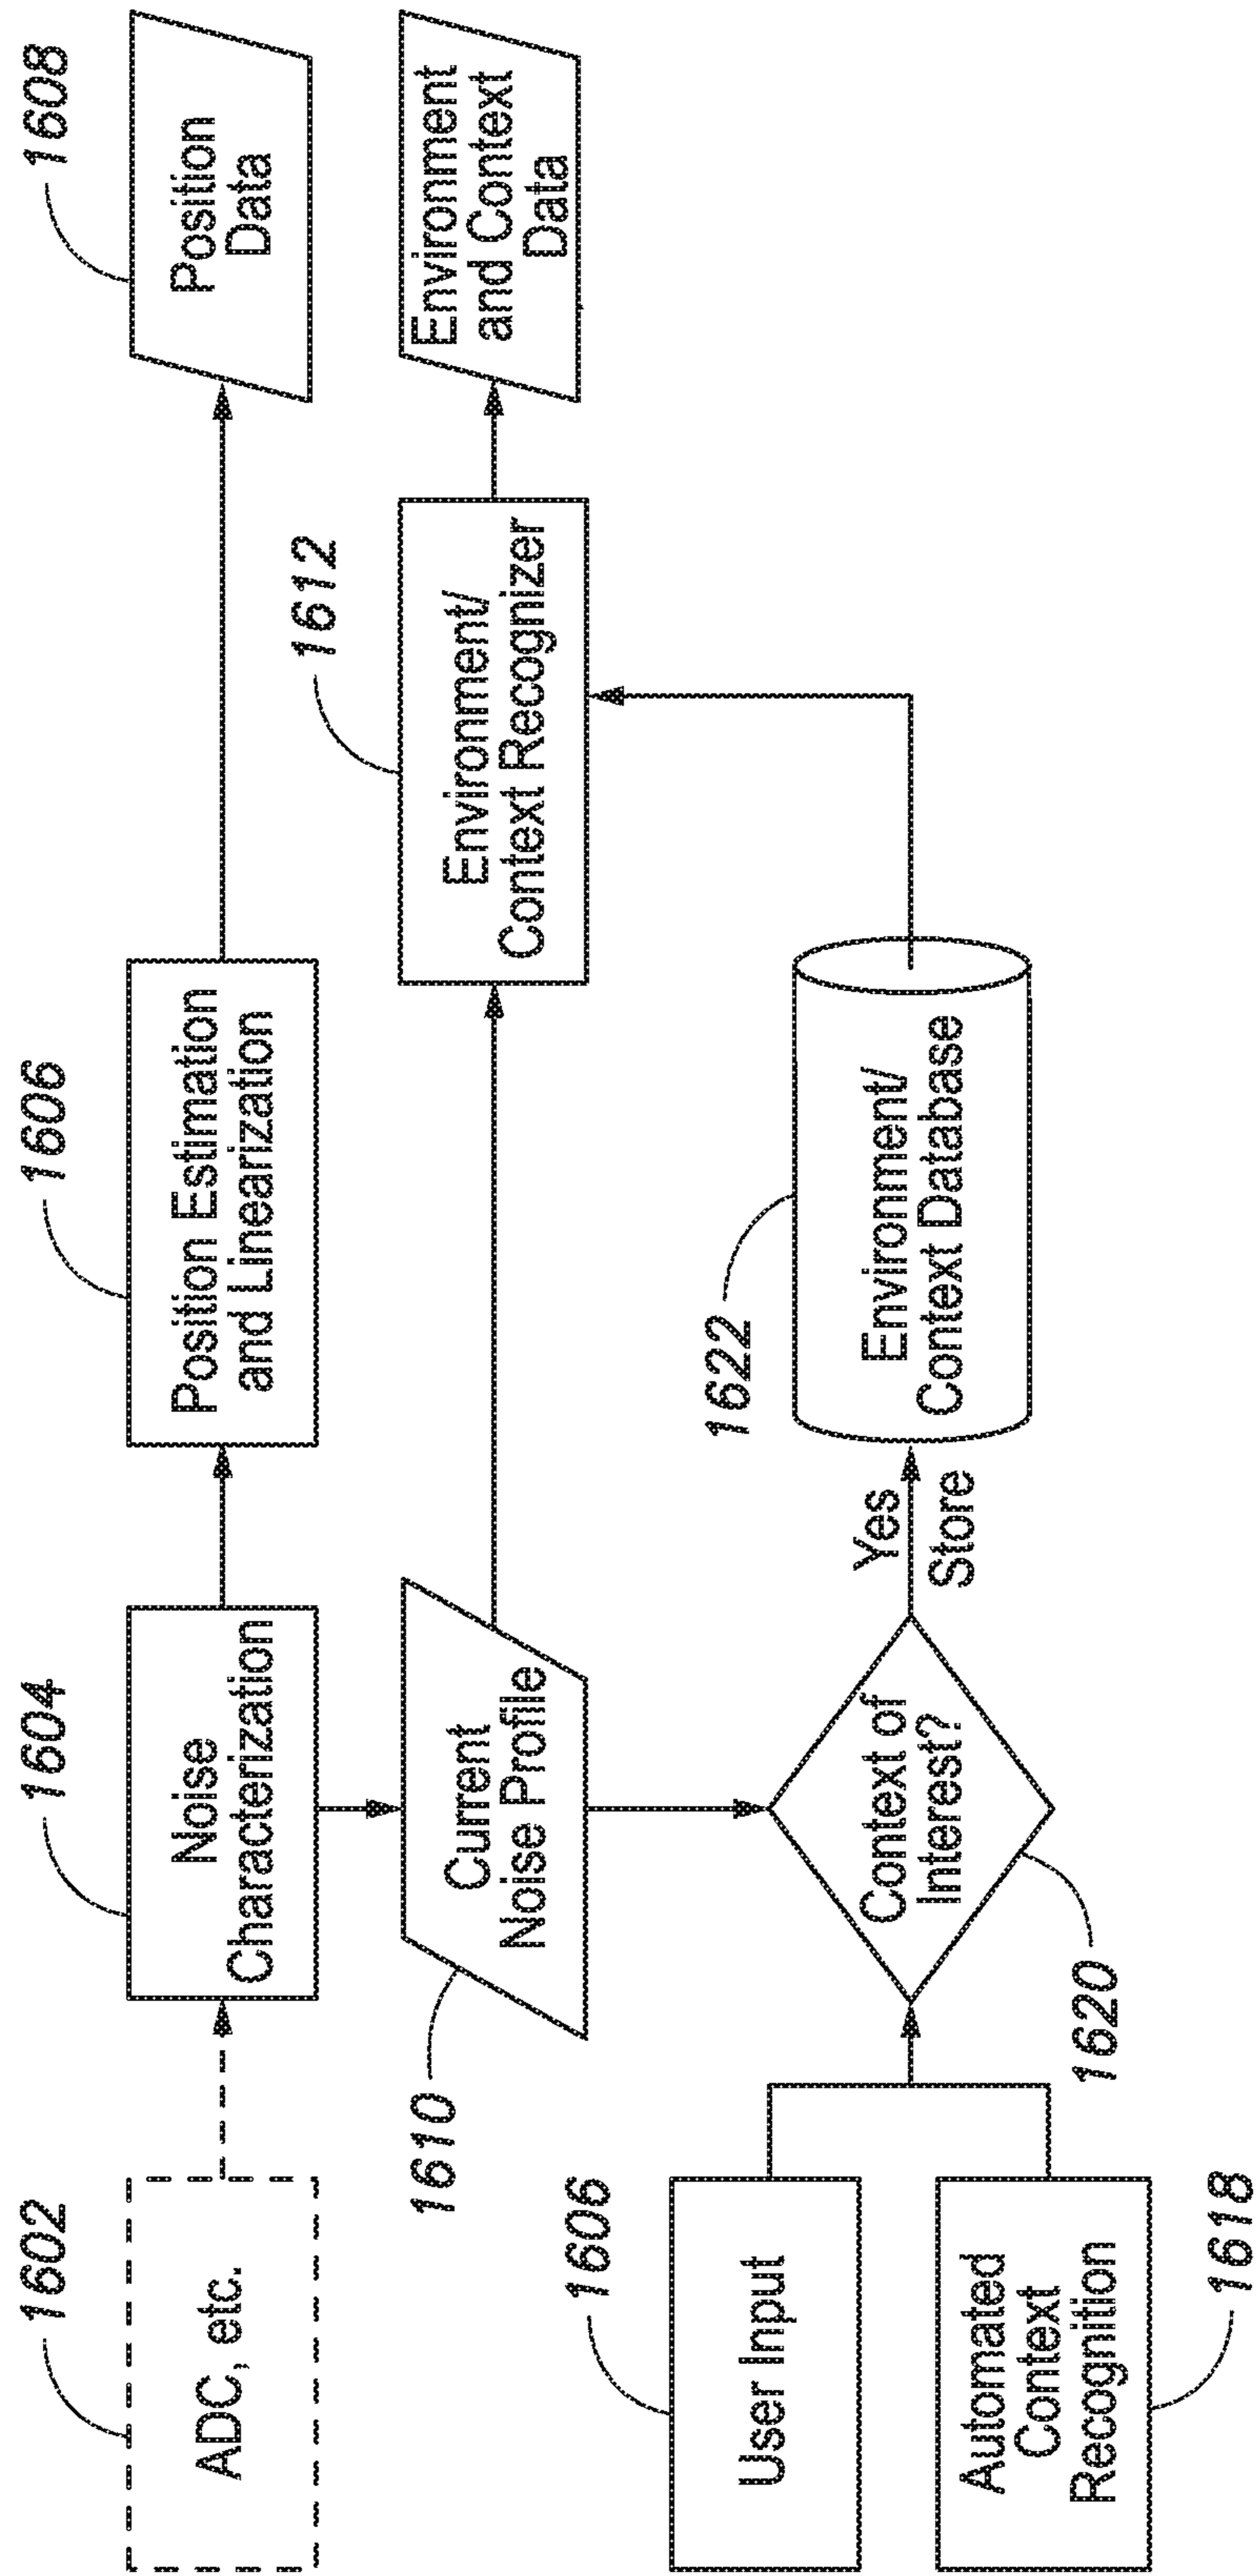 1602
ADC, etc.
1604
Noise
Characterization
1606
Position Estimation
and Linearization
1608
Position
Data
1610
Current
Noise Profile
1612
Environment/
Context Recognizer
Environment
and Context
Data
1606
User Input
Automated
Context
Recognition
1618
Context of
Interest?
1620
Yes
Store
1622
Environment/
Context Database